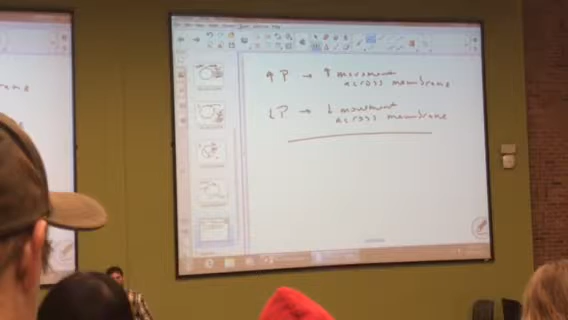 ↑ P → ↑ movement
across membrane
↓ P → ↓ movement
across membrane